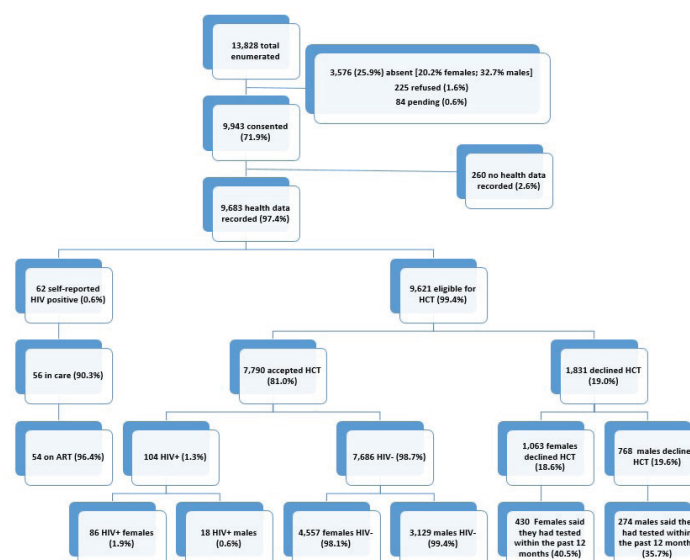 13,828 total
enumerated
3,576 (25.9%) absent [20.2% females; 32.7% males]
225 refused (1.6%)
84 pending (0.6%)
9,943 consented
(71.9%)
260 no health data
recorded (2.6%)
9,683 health data
recorded (97.4%)
62 self-reported
HIV positive (0.6%)
9,621 eligible for
HCT (99.4%)
56 in care (90.3%)
7,790 accepted HCT
(81.0%)
1,831 declined HCT
(19.0%)
54 on ART (96.4%)
104 HIV+ (1.3%)
7,686 HIV- (98.7%)
1,063 females
declined HCT
(18.6%)
768 males decline
HCT (19.6%)
86 HIV+ females
(1.9%)
18 HIV+ males
(0.6%)
4,557 females HIV-
(98.1%)
3,129 males HIV-
(99.4%)
430 Females said
they had tested
within the past 12
months (40.5%)
274 males said the
had tested within
the past 12 month
(35.7%)